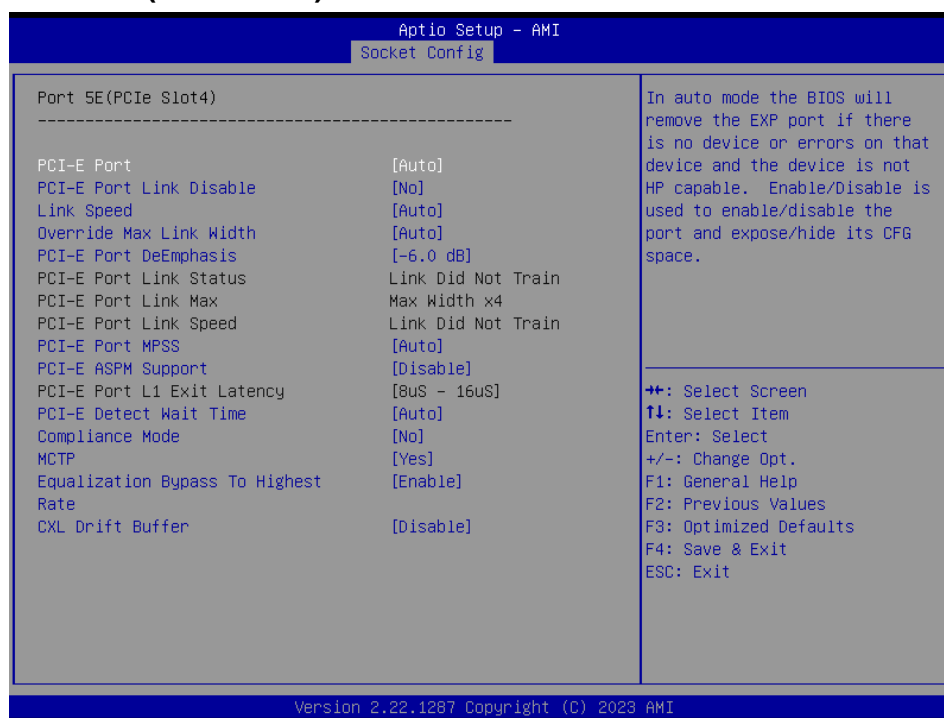 Aptio Setup - AMI
Socket Config
Port 5E(PCIe Slot4)
--------------------------------------------------
PCI-E Port [Auto]
PCI-E Port Link Disable [No]
Link Speed [Auto]
Override Max Link Width [Auto]
PCI-E Port DeEmphasis [-6.0 dB]
PCI-E Port Link Status Link Did Not Train
PCI-E Port Link Max Max Width x4
PCI-E Port Link Speed Link Did Not Train
PCI-E Port MPSS [Auto]
PCI-E ASPM Support [Disable]
PCI-E Port L1 Exit Latency [8uS - 16uS]
PCI-E Detect Wait Time [Auto]
Compliance Mode [No]
MCTP [Yes]
Equalization Bypass To Highest [Enable]
Rate
CXL Drift Buffer [Disable]
In auto mode the BIOS will
remove the EXP port if there
is no device or errors on that
device and the device is not
HP capable.  Enable/Disable is
used to enable/disable the
port and expose/hide its CFG
space.
→←: Select Screen
↑↓: Select Item
Enter: Select
+/-: Change Opt.
F1: General Help
F2: Previous Values
F3: Optimized Defaults
F4: Save & Exit
ESC: Exit
Version 2.22.1287 Copyright (C) 2023 AMI